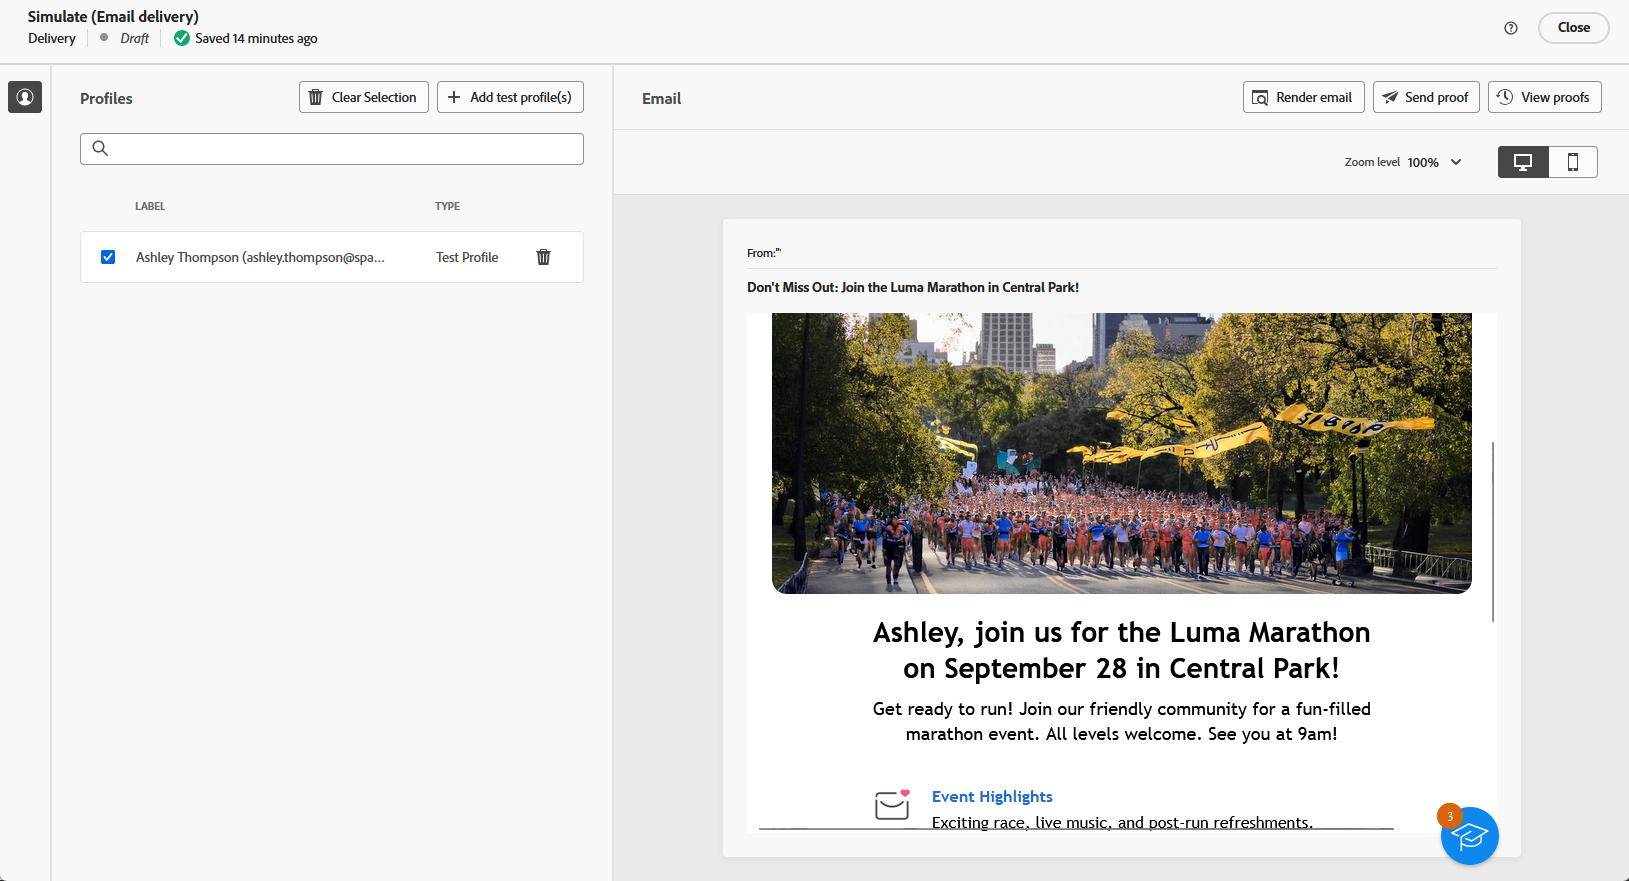 Simulate (Email delivery)
Delivery
Draft
Saved 14 minutes ago
Close
Profiles
Clear Selection
Add test profile(s)
LABEL
TYPE
Ashley Thompson (ashley.thompson@spa...
Test Profile
Email
Render email
Send proof
View proofs
Zoom level 100%
From:"'
Don't Miss Out: Join the Luma Marathon in Central Park!
Ashley, join us for the Luma Marathon
on September 28 in Central Park!
Get ready to run! Join our friendly community for a fun-filled
marathon event. All levels welcome. See you at 9am!
Event Highlights
Exciting race, live music, and post-run refreshments.
3